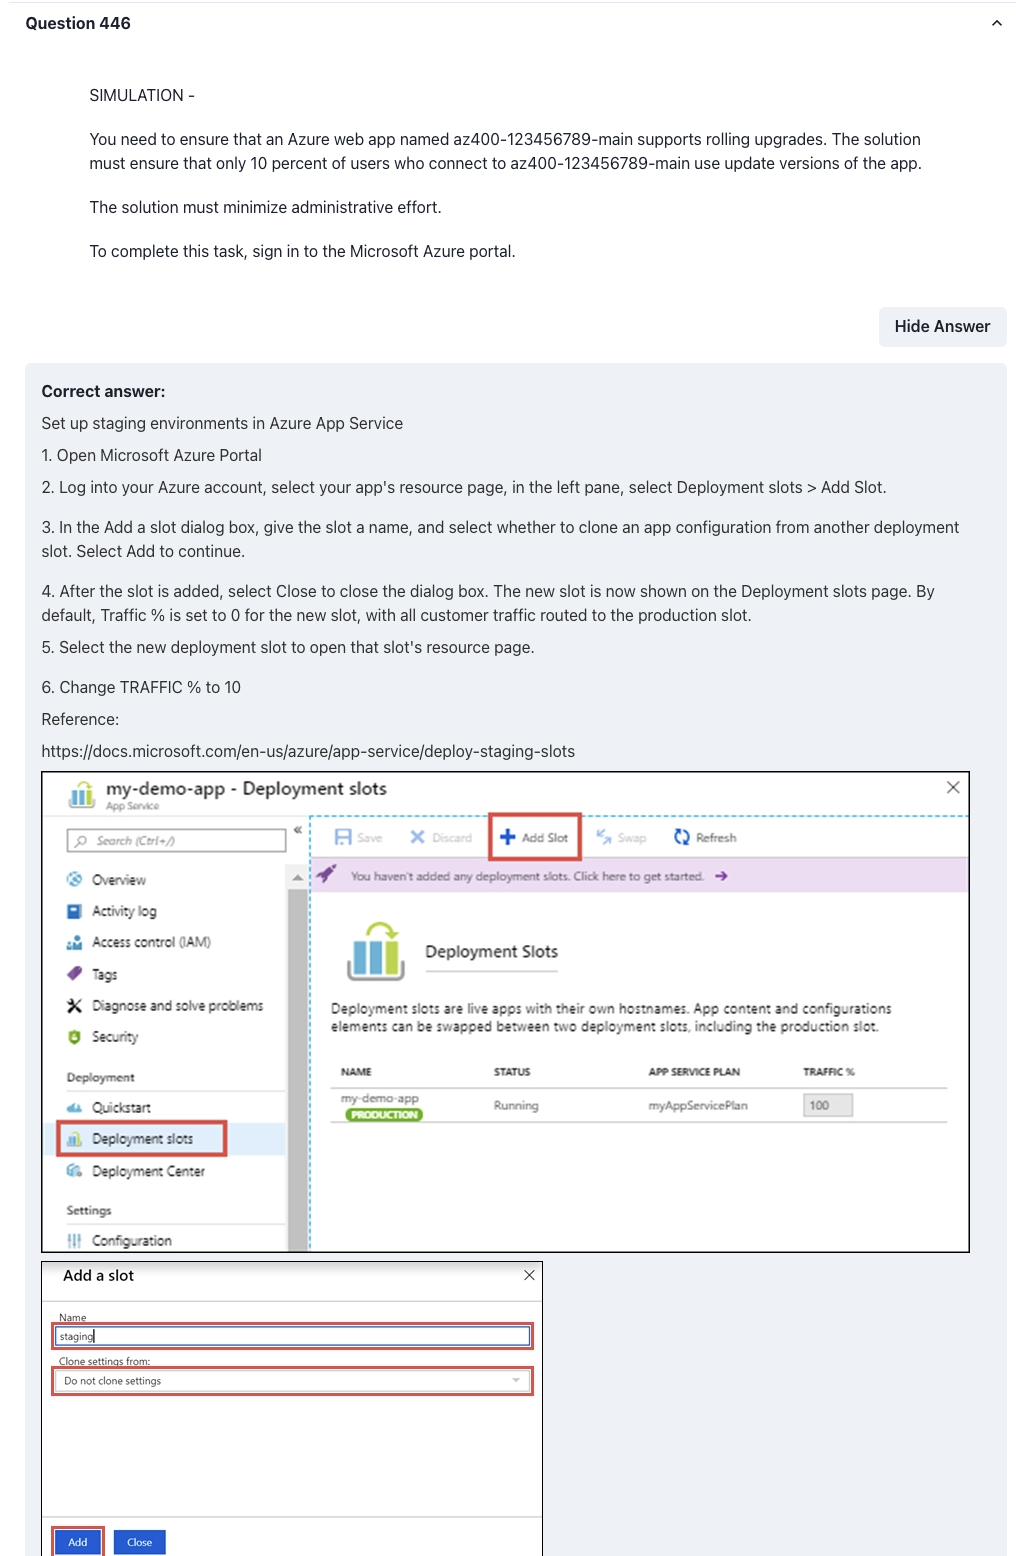 Question 446
SIMULATION -
You need to ensure that an Azure web app named az400-123456789-main supports rolling upgrades. The solution
must ensure that only 10 percent of users who connect to az400-123456789-main use update versions of the app.
The solution must minimize administrative effort.
To complete this task, sign in to the Microsoft Azure portal.
Hide Answer
Correct answer:
Set up staging environments in Azure App Service
1. Open Microsoft Azure Portal
2. Log into your Azure account, select your app's resource page, in the left pane, select Deployment slots > Add Slot.
3. In the Add a slot dialog box, give the slot a name, and select whether to clone an app configuration from another deployment
slot. Select Add to continue.
4. After the slot is added, select Close to close the dialog box. The new slot is now shown on the Deployment slots page. By
default, Traffic % is set to 0 for the new slot, with all customer traffic routed to the production slot.
5. Select the new deployment slot to open that slot's resource page.
6. Change TRAFFIC % to 10
Reference:
https://docs.microsoft.com/en-us/azure/app-service/deploy-staging-slots
my-demo-app - Deployment slots
App Service
Search (Ctrl+/)
«
Save Discard Add Slot Swap Refresh
You haven't added any deployment slots. Click here to get started. →
Overview
Activity log
Access control (IAM)
Tags
Diagnose and solve problems
Security
Deployment
Quickstart
Deployment slots
Deployment Center
Settings
Configuration
Deployment Slots
Deployment slots are live apps with their own hostnames. App content and configurations
elements can be swapped between two deployment slots, including the production slot.
NAME STATUS APP SERVICE PLAN TRAFFIC %
my-demo-app Running myAppServicePlan 100
PRODUCTION
Add a slot
Name
staging
Clone settings from:
Do not clone settings
Add Close